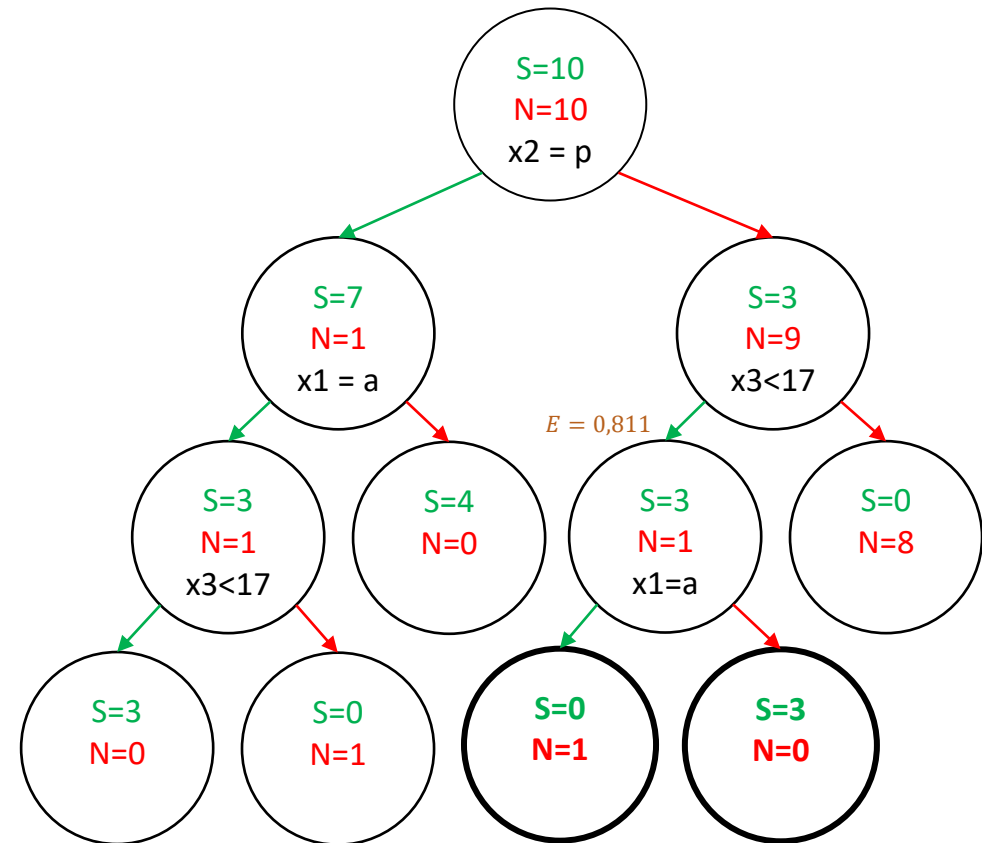 S=10
N=10
x2 = p
S=7
N=1
x1 = a
S=3
N=9
x3<17
E = 0,811
S=3
N=1
x3<17
S=4
N=0
S=3
N=1
x1=a
S=0
N=8
S=3
N=0
S=0
N=1
S=0
N=1
S=3
N=0